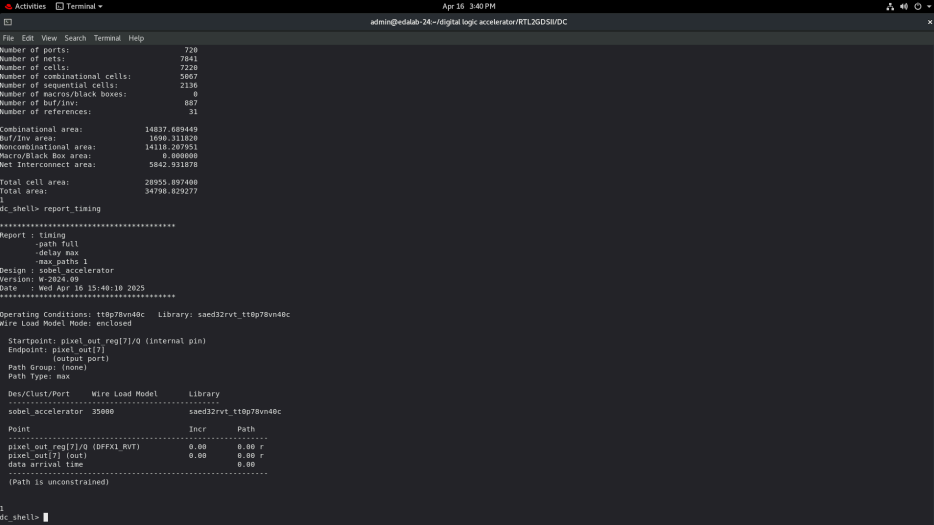 Activities Terminal Apr 16 3:40 PM
admin@edalab-24:~/digital logic accelerator/RTL2GDSII/DC
File Edit View Search Terminal Help
Number of ports: 720
Number of nets: 7841
Number of cells: 7220
Number of combinational cells: 5067
Number of sequential cells: 2136
Number of macros/black boxes: 0
Number of buf/inv: 887
Number of references: 31
Combinational area: 14837.689449
Buf/Inv area: 1690.311820
Noncombinational area: 14118.207951
Macro/Black Box area: 0.000000
Net Interconnect area: 5842.931878
Total cell area: 28955.897400
Total area: 34798.829277
1
dc_shell> report_timing
****************************************
Report : timing
-path full
-delay max
-max_paths 1
Design : sobel_accelerator
Version: W-2024.09
Date : Wed Apr 16 15:40:10 2025
****************************************
Operating Conditions: tt0p78vn40c Library: saed32rvt_tt0p78vn40c
Wire Load Model Mode: enclosed
Startpoint: pixel_out_reg[7]/Q (internal pin)
Endpoint: pixel_out[7]
(output port)
Path Group: (none)
Path Type: max
Des/Clust/Port Wire Load Model Library
------------------------------------------------
sobel_accelerator 35000 saed32rvt_tt0p78vn40c
Point Incr Path
-----------------------------------------------------------
pixel_out_reg[7]/Q (DFFX1_RVT) 0.00 0.00 r
pixel_out[7] (out) 0.00 0.00 r
data arrival time 0.00
-----------------------------------------------------------
(Path is unconstrained)
1
dc_shell>